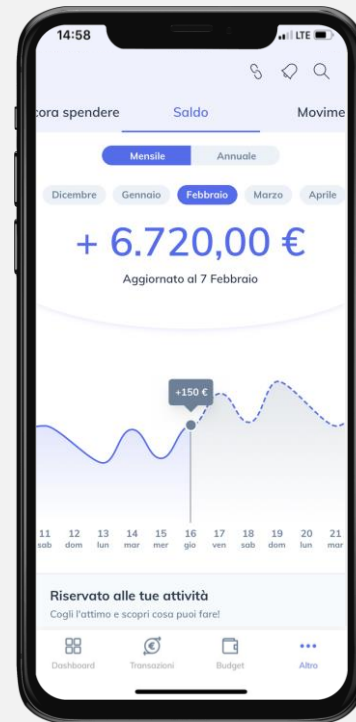 14:58
LTE
cora spendere Saldo Movime
Mensile Annuale
Dicembre Gennaio Febbraio Marzo Aprile
+ 6.720,00 €
Aggiornato al 7 Febbraio
+150 €
11 12 13 14 15 16 17 18 19 20 21
sab dom lun mar mer gio ven sab dom lun mar
Riservato alle tue attività
Cogli l'attimo e scopri cosa puoi fare!
Dashboard Transazioni Budget Altro